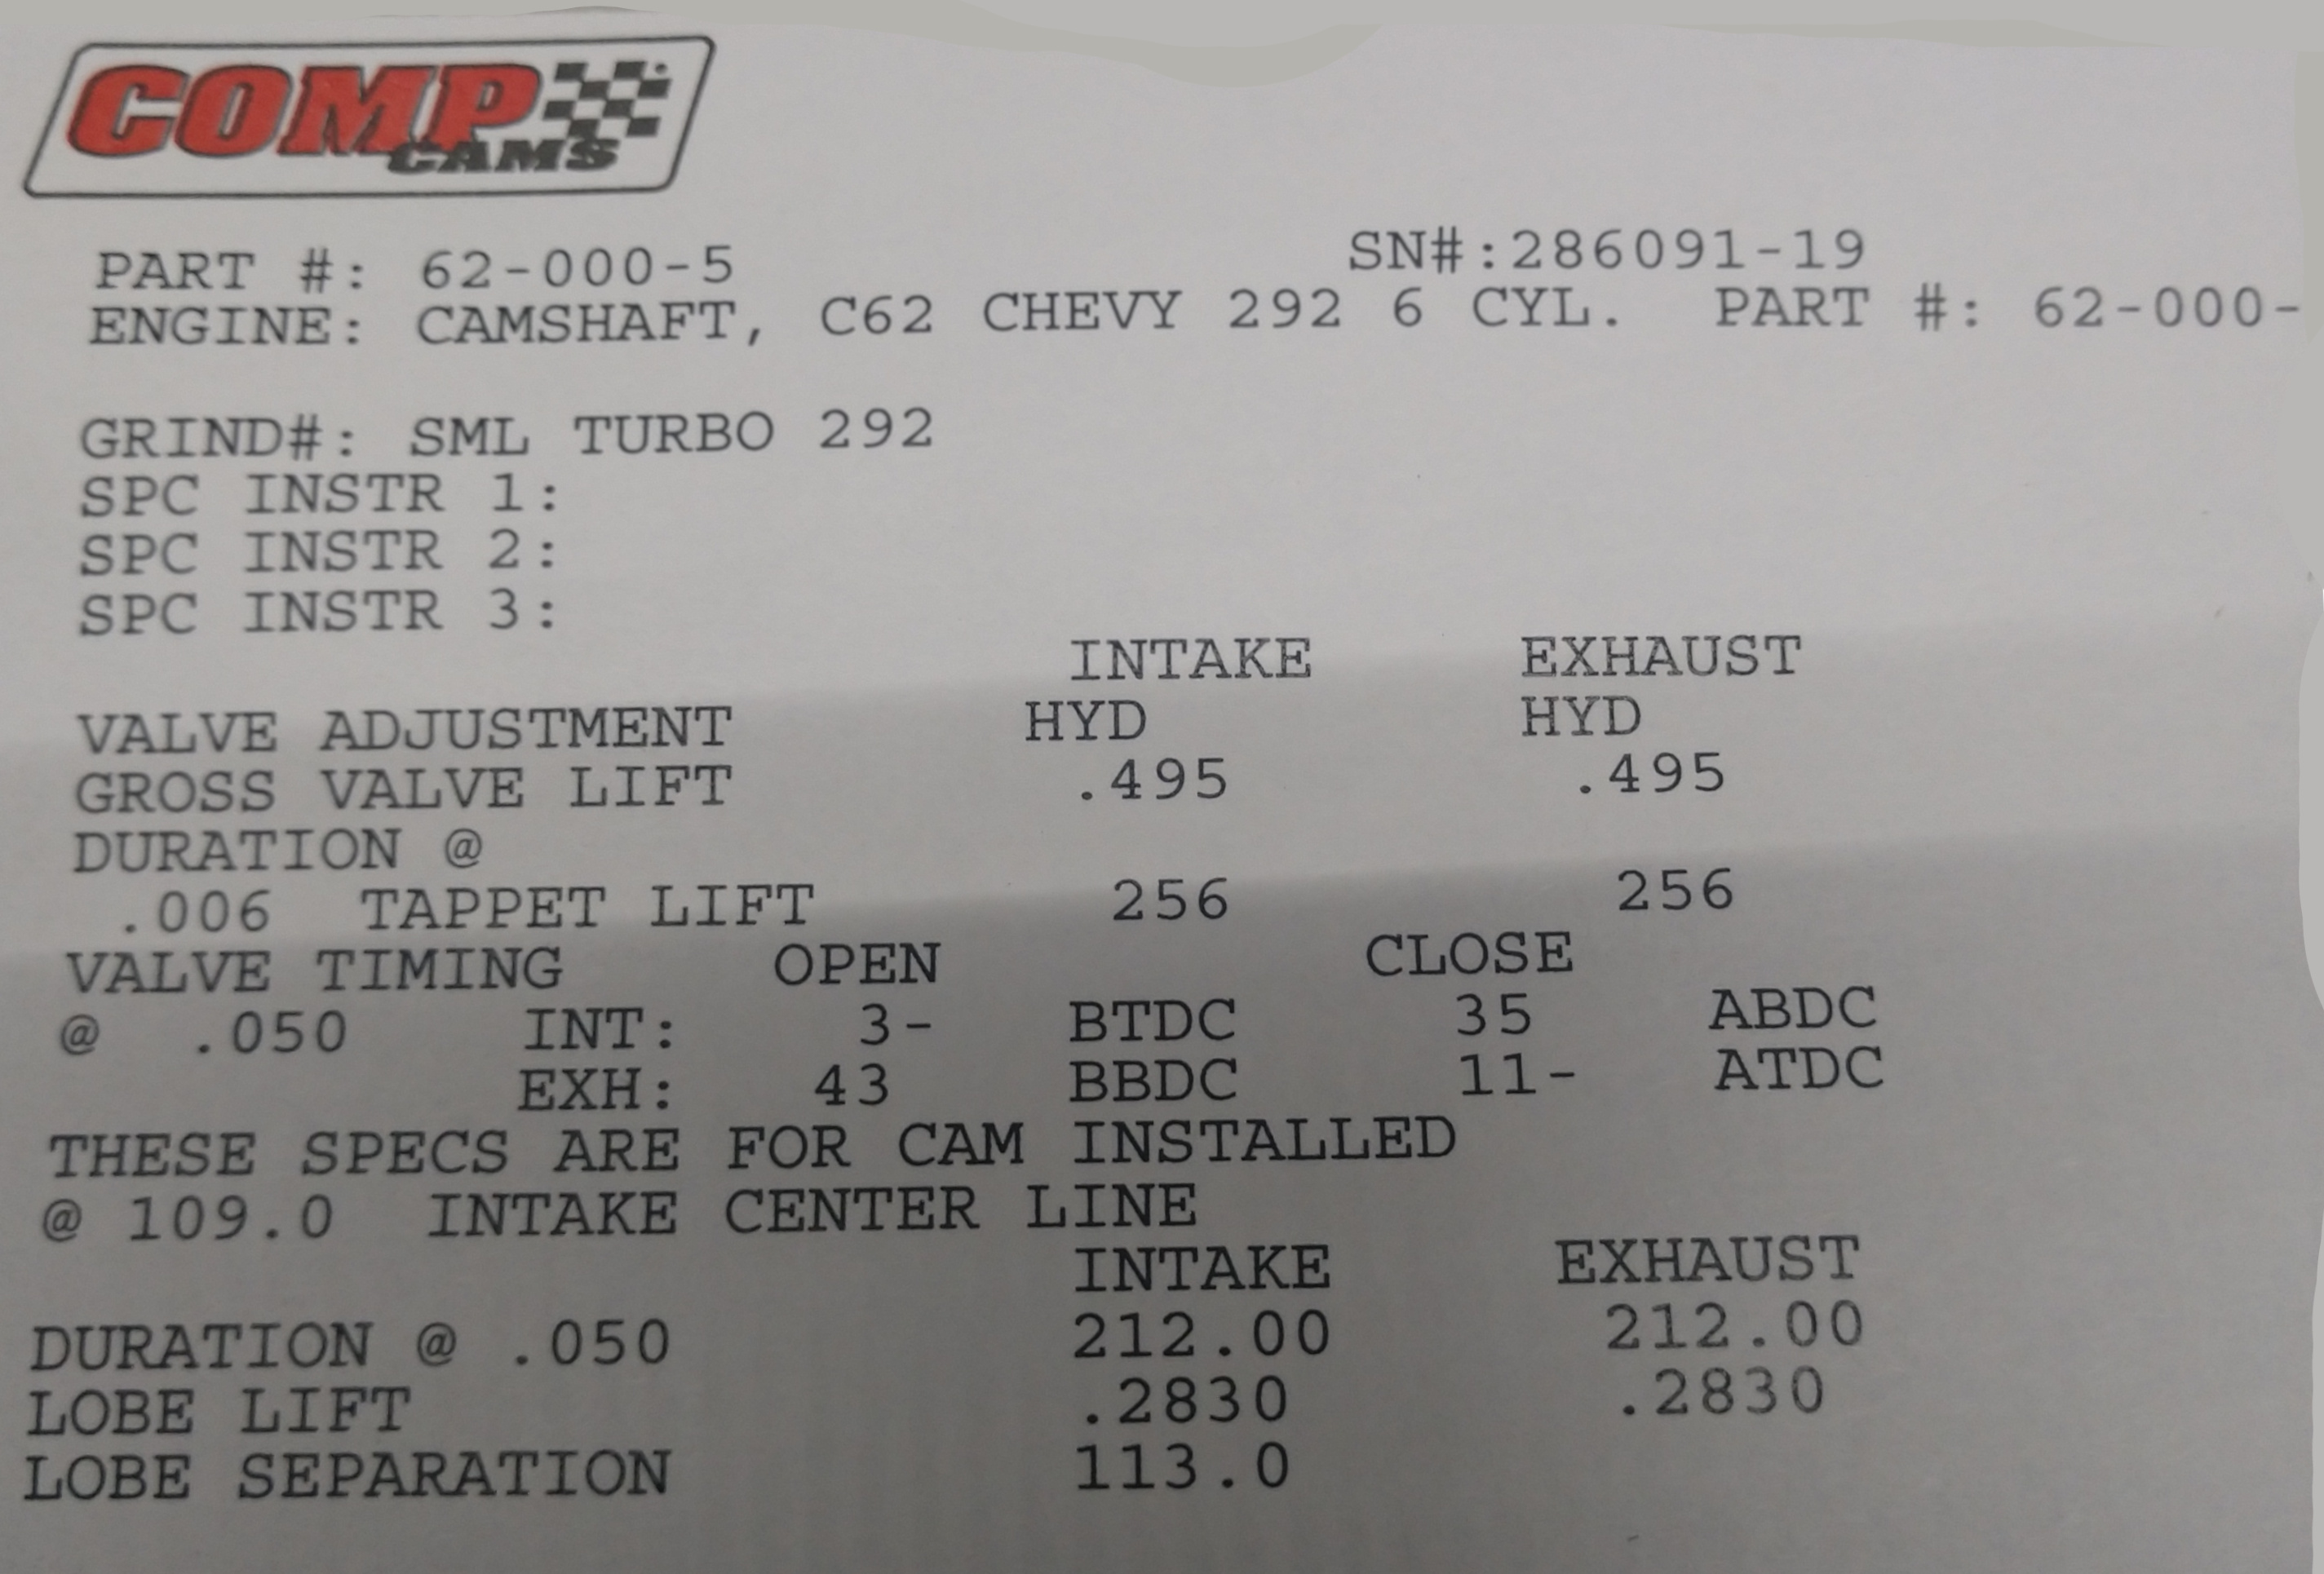 COMP
CAMS
PART #: 62-000-5 SN#:286091-19
ENGINE: CAMSHAFT, C62 CHEVY 292 6 CYL. PART #: 62-000-
GRIND#: SML TURBO 292
SPC INSTR 1:
SPC INSTR 2:
SPC INSTR 3:
INTAKE EXHAUST
VALVE ADJUSTMENT HYD HYD
GROSS VALVE LIFT .495 .495
DURATION @
.006 TAPPET LIFT 256 256
VALVE TIMING OPEN CLOSE
@ .050 INT: 3- BTDC 35 ABDC
EXH: 43 BBDC 11- ATDC
THESE SPECS ARE FOR CAM INSTALLED
@ 109.0 INTAKE CENTER LINE
INTAKE EXHAUST
DURATION @ .050 212.00 212.00
LOBE LIFT .2830 .2830
LOBE SEPARATION 113.0